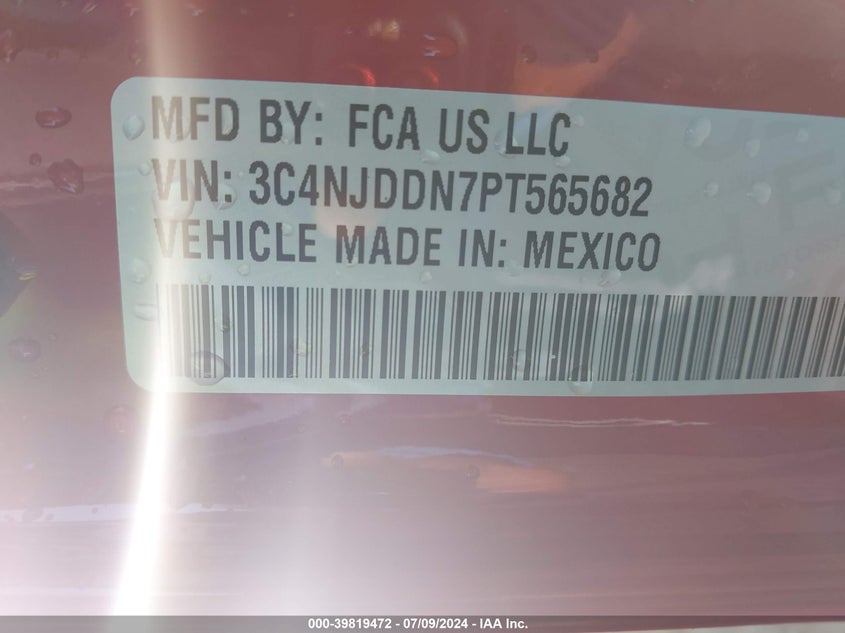 MFD BY: FCA US LLC
VIN: 3C4NJDDN7PT565682
VEHICLE MADE IN: MEXICO
000-39819472 - 07/09/2024 - IAA Inc.